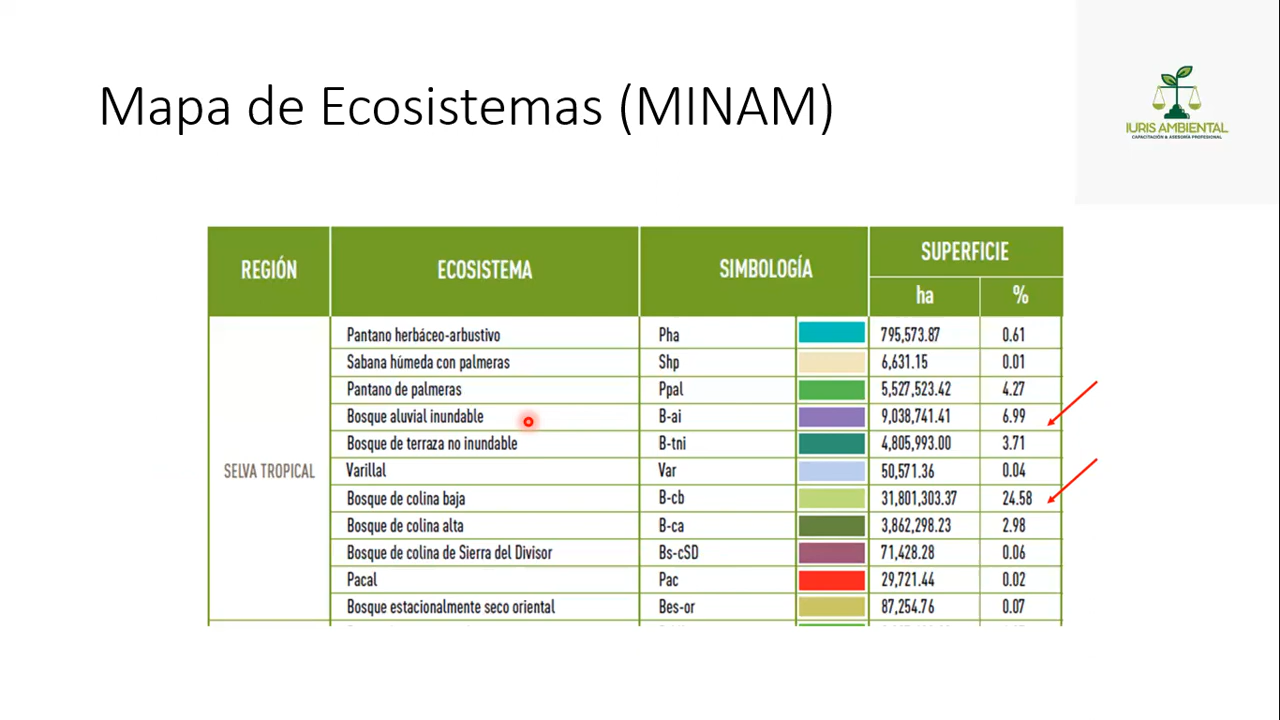 Mapa de Ecosistemas (MINAM)
IURIS AMBIENTAL
CAPACITACIÓN & ASESORÍA PROFESIONAL
REGIÓN ECOSISTEMA SIMBOLOGÍA SUPERFICIE
ha %
Pantano herbáceo-arbustivo Pha 795,573.87 0.61
Sabana húmeda con palmeras Shp 6,631.15 0.01
Pantano de palmeras Ppal 5,527,523.42 4.27
Bosque aluvial inundable B-ai 9,038,741.41 6.99
Bosque de terraza no inundable B-tni 4,805,993.00 3.71
SELVA TROPICAL Varillal Var 50,571.36 0.04
Bosque de colina baja B-cb 31,801,303.37 24.58
Bosque de colina alta B-ca 3,862,298.23 2.98
Bosque de colina de Sierra del Divisor Bs-cSD 71,428.28 0.06
Pacal Pac 29,721.44 0.02
Bosque estacionalmente seco oriental Bes-or 87,254.76 0.07